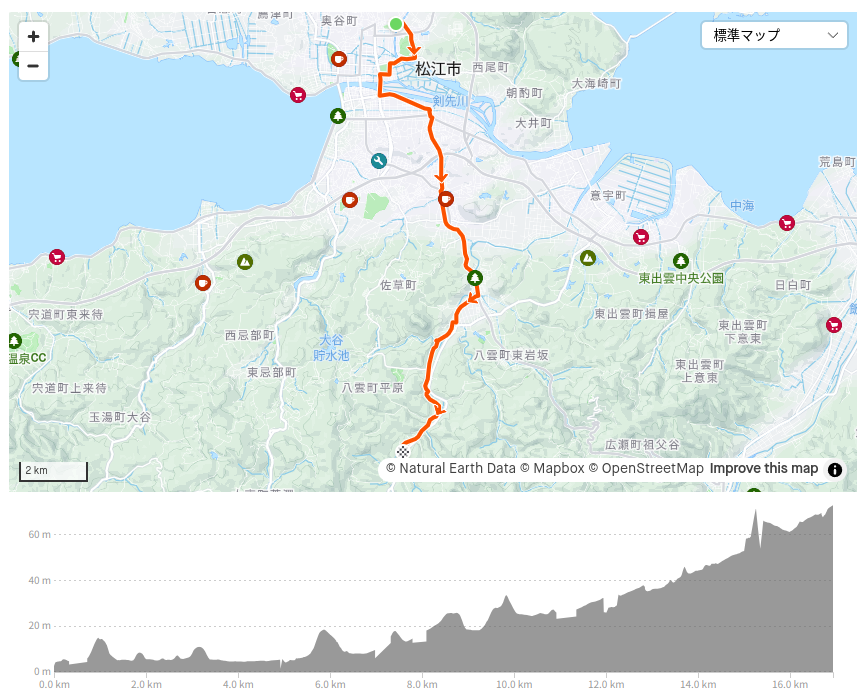 奥谷町
+
−
標準マップ
松江市
西尾町
大海崎町
朝酌町
剣先川
大井町
荒島町
意宇町
中海
東出雲中央公園
佐草町
日白町
宍道町東来待
東出雲町揖屋
西忌部町
大谷
貯水池
東出雲町
下意東
温泉CC
八雲町東岩坂
東忌部町
東出雲町
上意東
宍道町上来待
八雲町平原
玉湯町大谷
広瀬町祖父谷
2 km
© Natural Earth Data © Mapbox © OpenStreetMap Improve this map
60 m
40 m
20 m
0 m
0.0 km 2.0 km 4.0 km 6.0 km 8.0 km 10.0 km 12.0 km 14.0 km 16.0 km